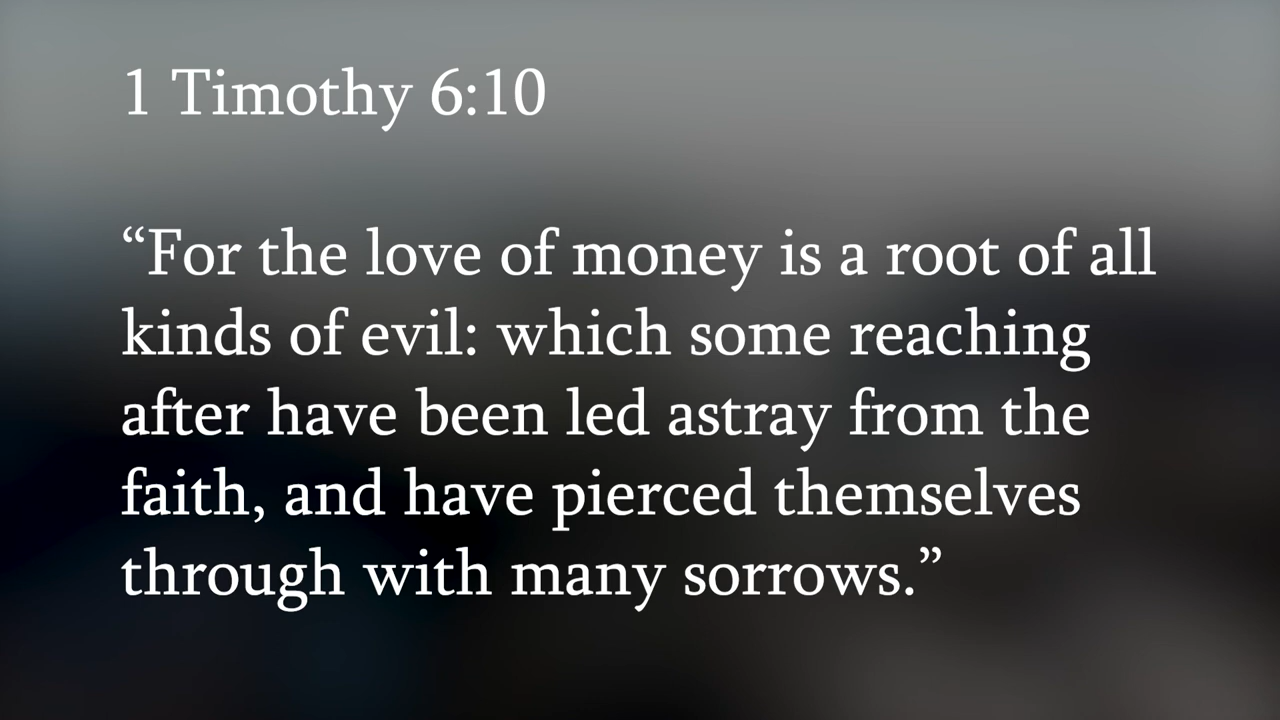 1 Timothy 6:10
“For the love of money is a root of all
kinds of evil: which some reaching
after have been led astray from the
faith, and have pierced themselves
through with many sorrows.”